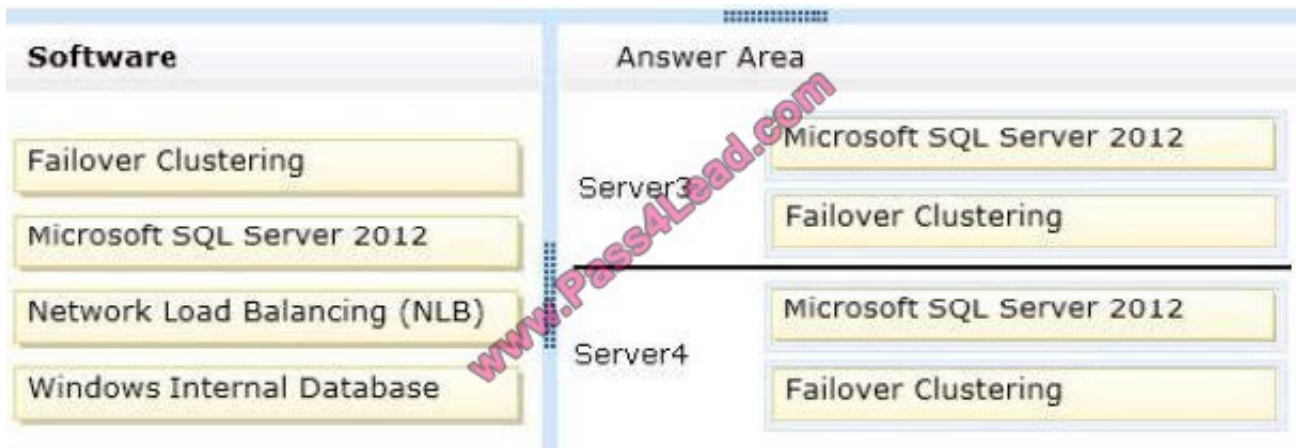 Software
Failover Clustering
Microsoft SQL Server 2012
Network Load Balancing (NLB)
Windows Internal Database
Answer Area
Server3
Microsoft SQL Server 2012
Failover Clustering
Server4
Microsoft SQL Server 2012
Failover Clustering
www.Pass4Lead.com